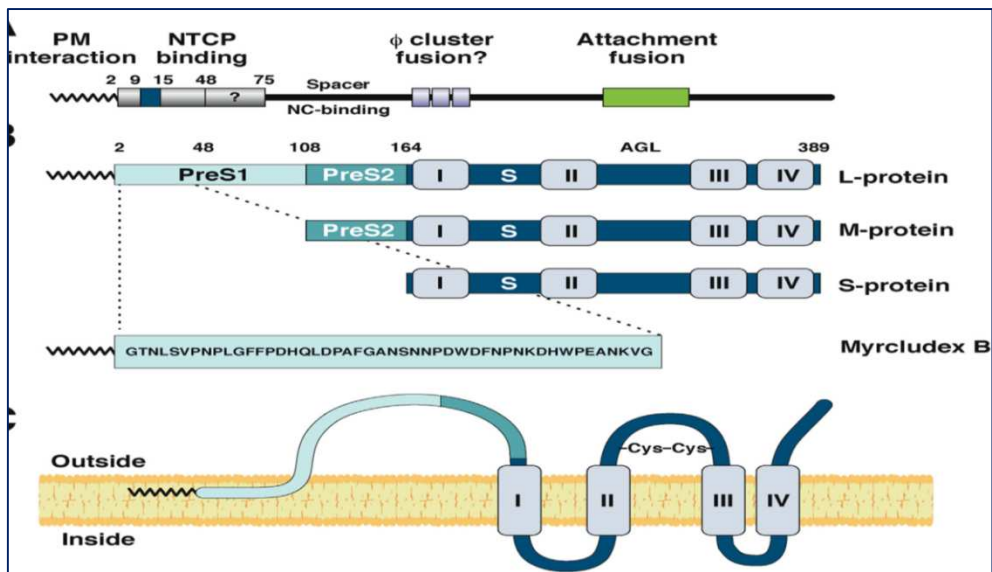 A
PM interaction
NTCP binding
ϕ cluster fusion?
Attachment fusion
2 9 15 48 75
?
Spacer
NC-binding
B
2 48 108 164 AGL 389
PreS1 PreS2 I S II III IV L-protein
PreS2 I S II III IV M-protein
I S II III IV S-protein
GTNLSVPNPLGFFPDHQLDPAFGANSNNPDWDFNPNKDHWPEANKVG Myrcludex B
C
Outside
–Cys–Cys–
I II III IV
Inside